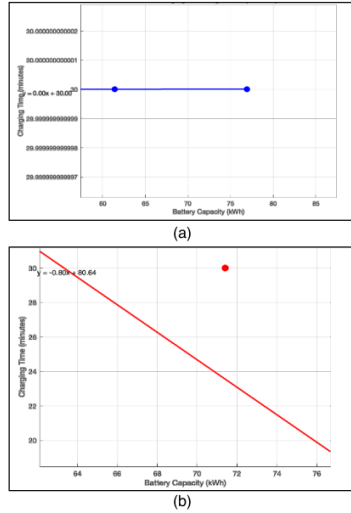 30.000000000002
30.000000000001
y = 0.00x + 30.00
30
29.999999999999
29.999999999998
29.999999999997
60 65 70 75 80 85
Charging Time (minutes)
Battery Capacity (kWh)
(a)
30
y = -0.80x + 80.64
28
26
24
22
20
64 66 68 70 72 74 76
Charging Time (minutes)
Battery Capacity (kWh)
(b)